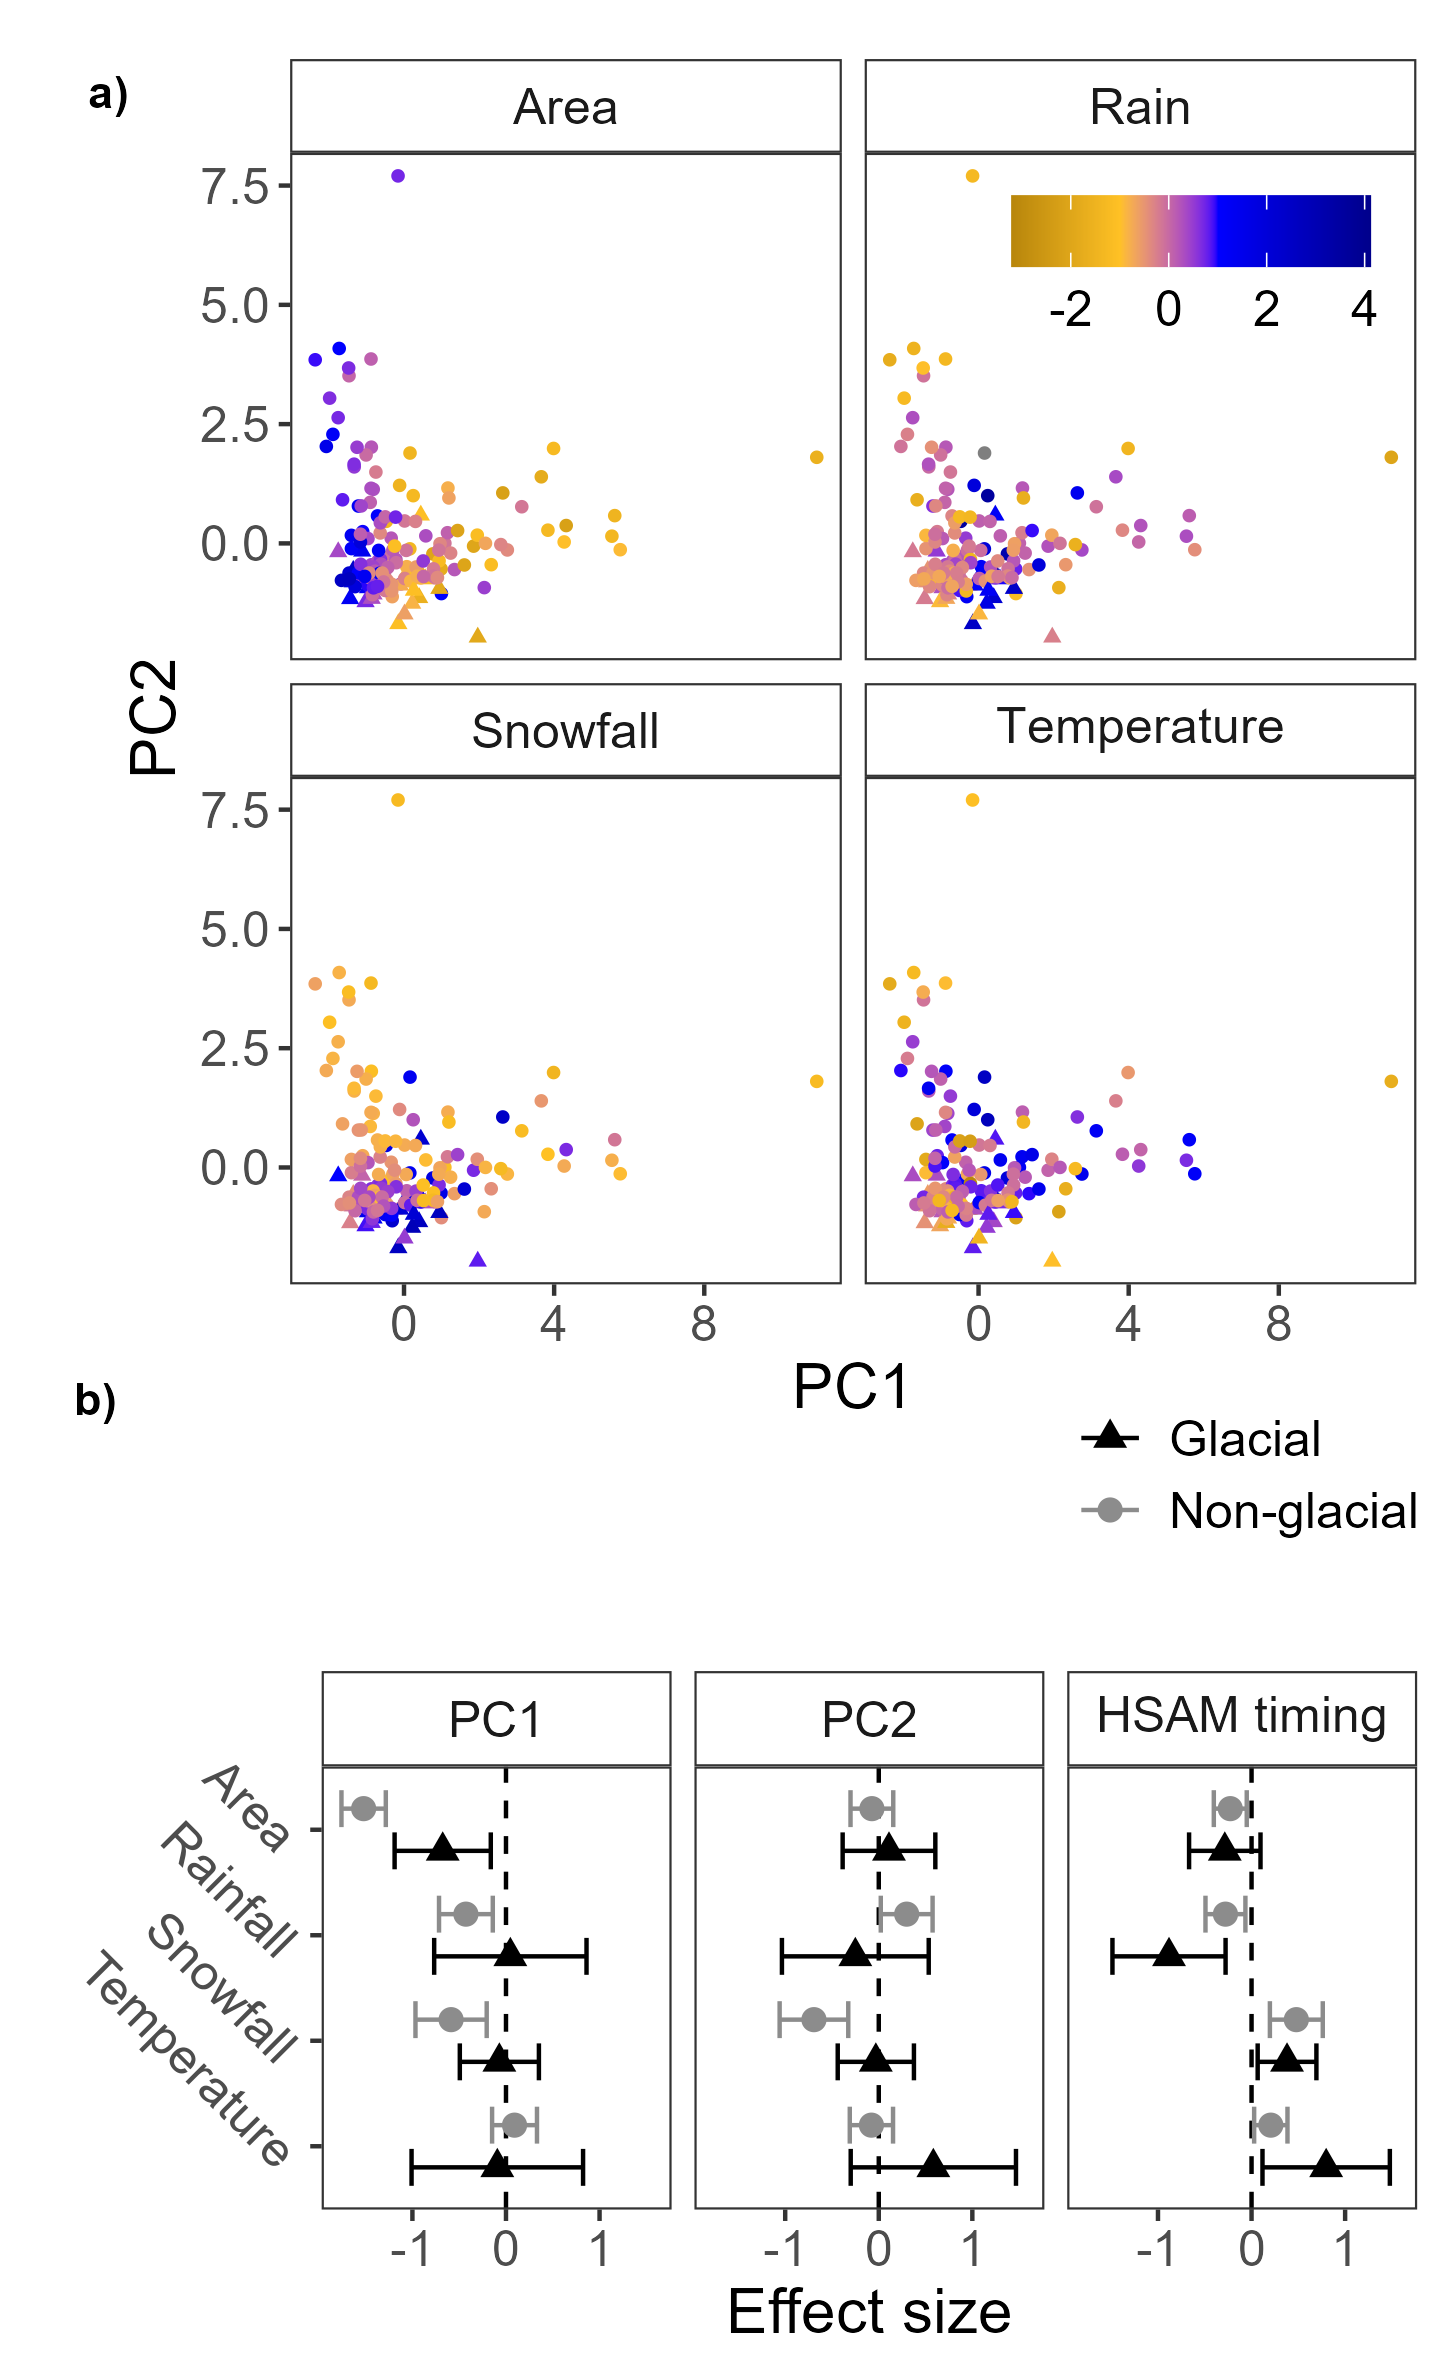 a)
Area
Rain
7.5
5.0
2.5
0.0
-2 0 2 4
PC2
Snowfall
Temperature
7.5
5.0
2.5
0.0
0 4 8
0 4 8
PC1
b)
Glacial
Non-glacial
PC1
PC2
HSAM timing
Area
Rainfall
Snowfall
Temperature
-1 0 1
-1 0 1
-1 0 1
Effect size